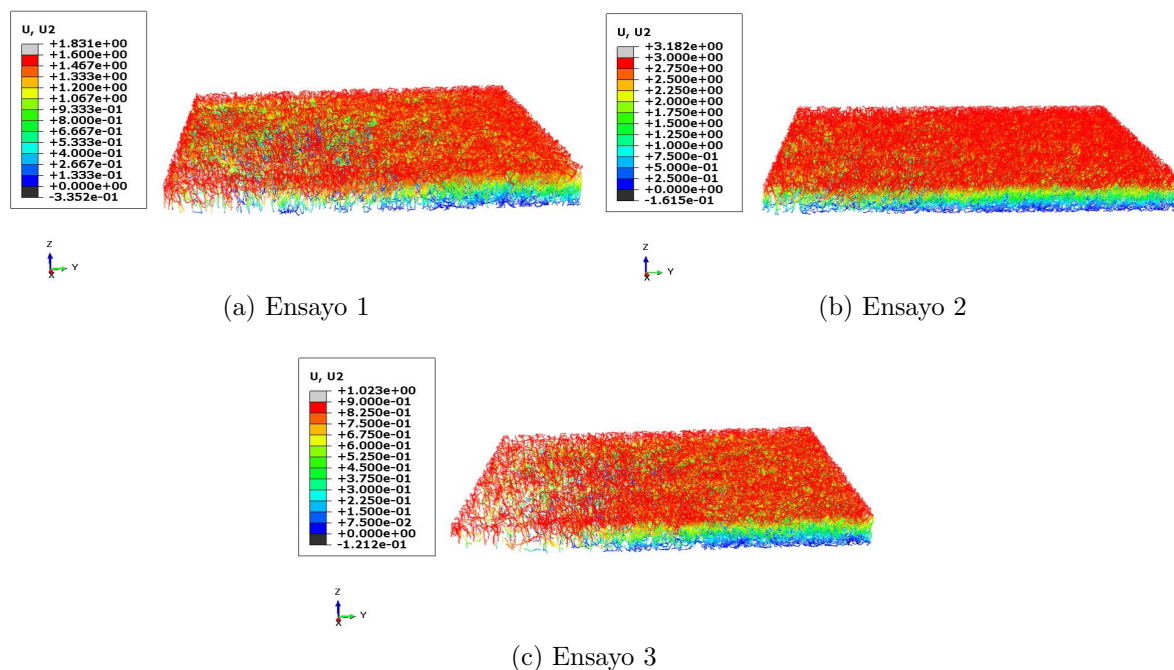 U, U2
+1.831e+00
+1.600e+00
+1.467e+00
+1.333e+00
+1.200e+00
+1.067e+00
+9.333e-01
+8.000e-01
+6.667e-01
+5.333e-01
+4.000e-01
+2.667e-01
+1.333e-01
+0.000e+00
-3.352e-01
Z
Y
X
(a) Ensayo 1
U, U2
+3.182e+00
+3.000e+00
+2.750e+00
+2.500e+00
+2.250e+00
+2.000e+00
+1.750e+00
+1.500e+00
+1.250e+00
+1.000e+00
+7.500e-01
+5.000e-01
+2.500e-01
+0.000e+00
-1.615e-01
Z
Y
X
(b) Ensayo 2
U, U2
+1.023e+00
+9.000e-01
+8.250e-01
+7.500e-01
+6.750e-01
+6.000e-01
+5.250e-01
+4.500e-01
+3.750e-01
+3.000e-01
+2.250e-01
+1.500e-01
+7.500e-02
+0.000e+00
-1.212e-01
Z
Y
X
(c) Ensayo 3